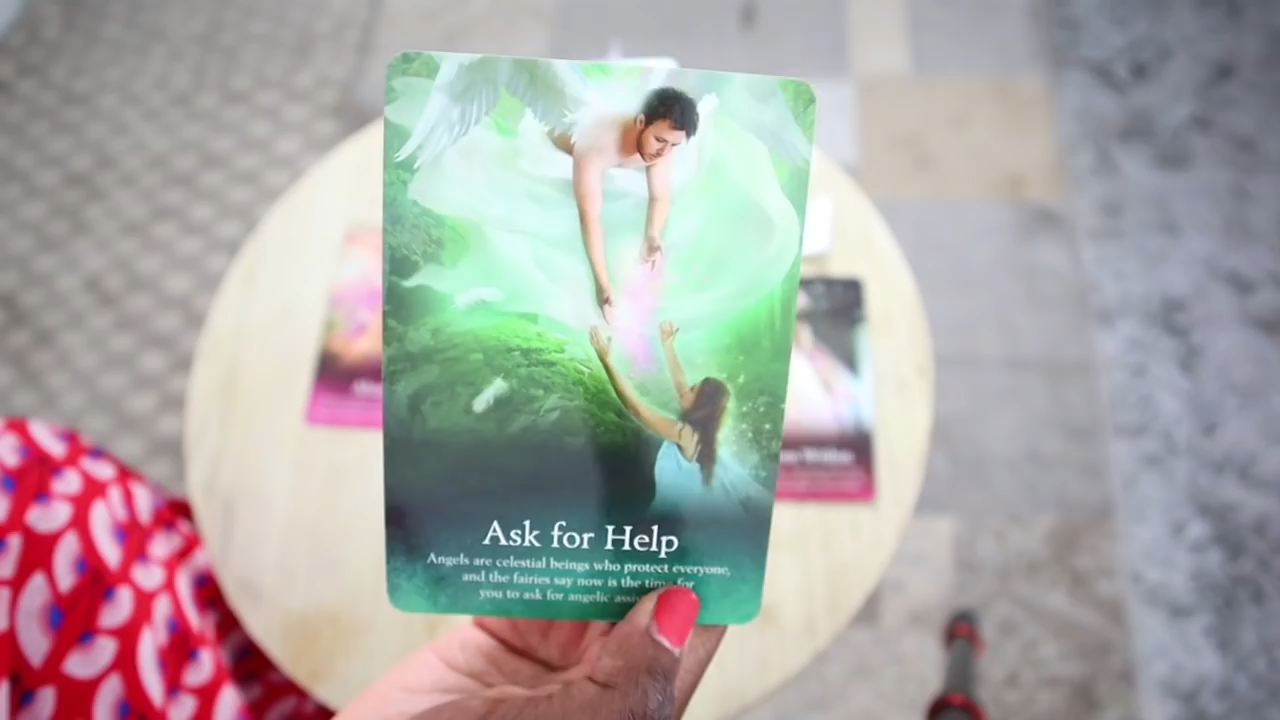 Ask for Help
Angels are celestial beings who protect everyone,
and the fairies say now is the time for
you to ask for angelic